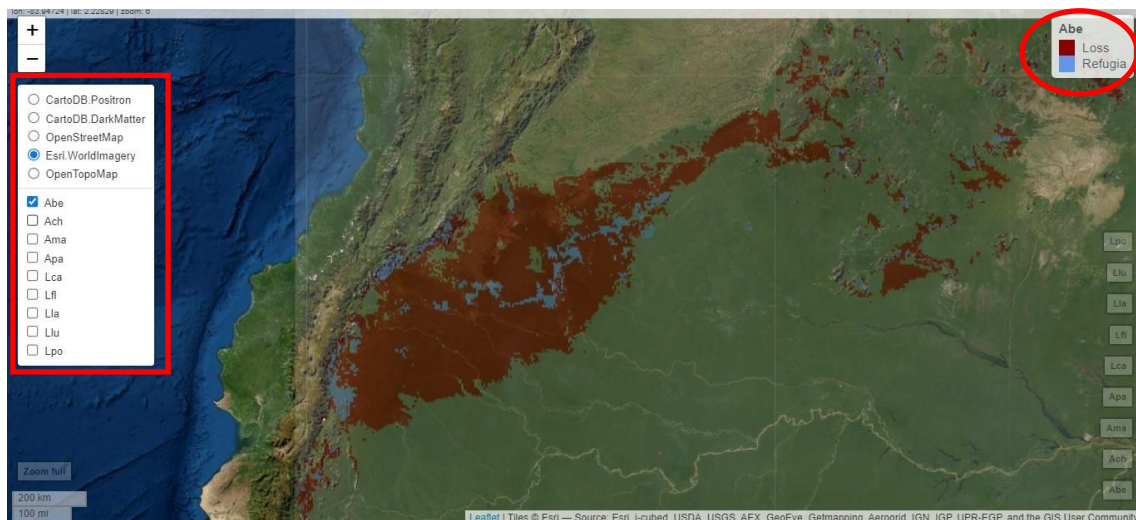 lon: -83.94724 | lat: 2.22829 | zoom: 6
+
−
CartoDB.Positron
CartoDB.DarkMatter
OpenStreetMap
Esri.WorldImagery
OpenTopoMap
Abe
Ach
Ama
Apa
Lca
Lfl
Lla
Llu
Lpo
Abe
Loss
Refugia
Lpo
Llu
Lla
Lfl
Lca
Apa
Ama
Ach
Abe
Zoom full
200 km
100 mi
Leaflet | Tiles © Esri — Source: Esri, i-cubed, USDA, USGS, AEX, GeoEye, Getmapping, Aerogrid, IGN, IGP, UPR-EGP, and the GIS User Community